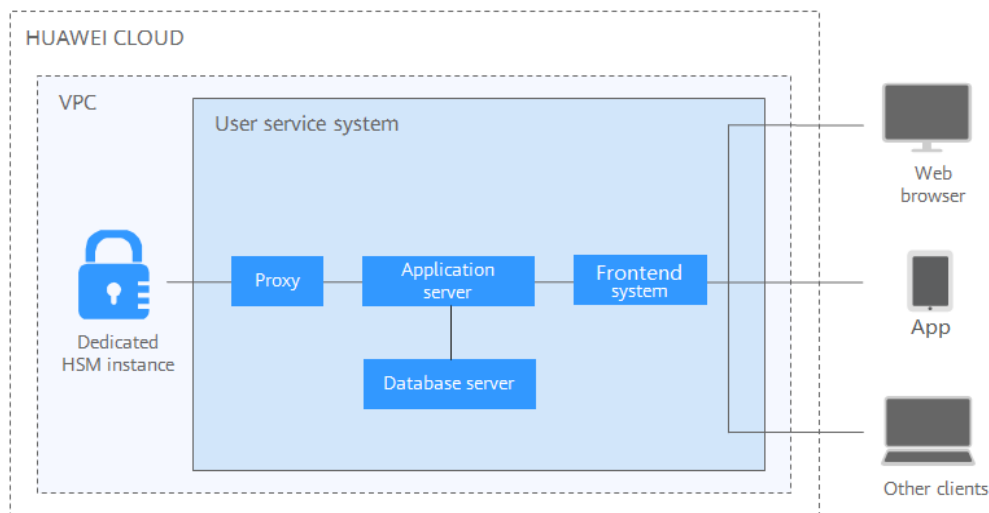 HUAWEI CLOUD
VPC
User service system
Web
browser
Proxy
Application
server
Frontend
system
App
Dedicated
HSM instance
Database server
Other clients